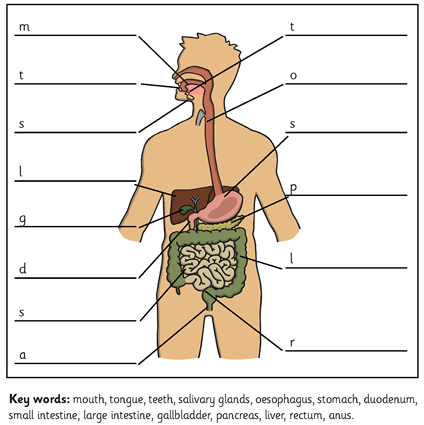 m
t
t
o
s
s
l
p
g
d
l
s
r
a
Key words: mouth, tongue, teeth, salivary glands, oesophagus, stomach, duodenum,
small intestine, large intestine, gallbladder, pancreas, liver, rectum, anus.